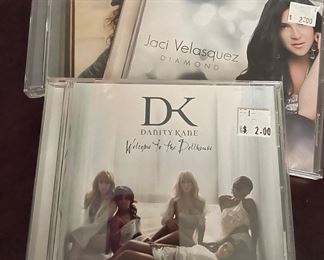 $ 2.00
Jaci Velasquez
DIAMOND
DK
DANITY KANE
Welcome to the Dollhouse
$ 2.00